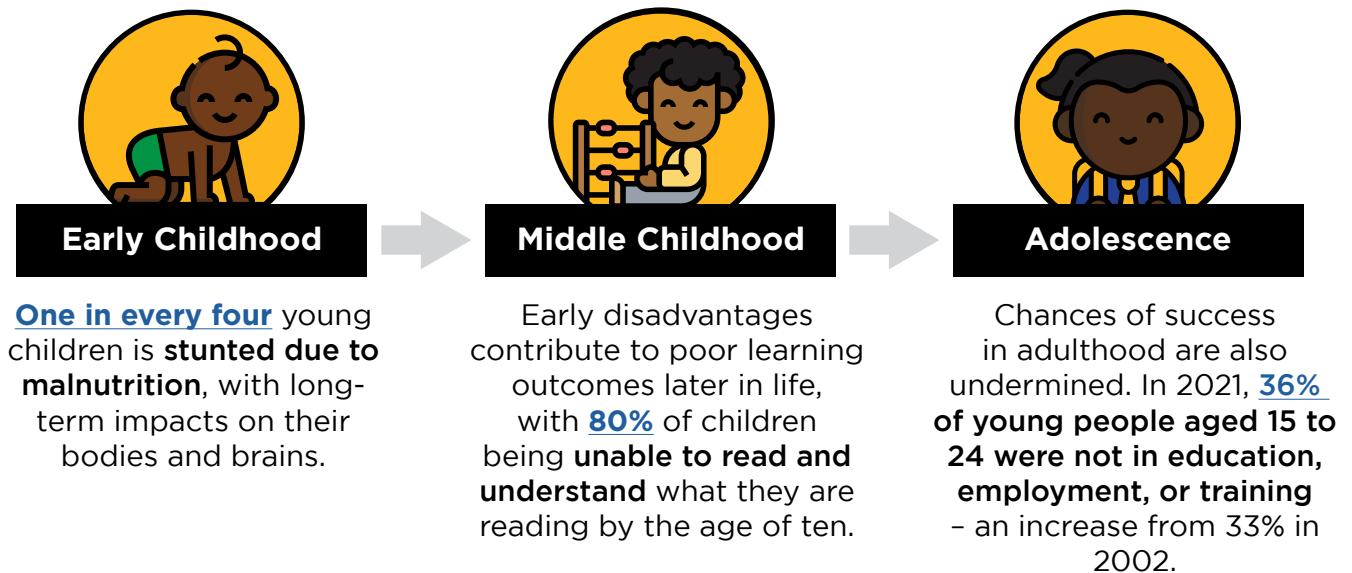 Early Childhood
One in every four young
children is stunted due to
malnutrition, with long-
term impacts on their
bodies and brains.
Middle Childhood
Early disadvantages
contribute to poor learning
outcomes later in life,
with 80% of children
being unable to read and
understand what they are
reading by the age of ten.
Adolescence
Chances of success
in adulthood are also
undermined. In 2021, 36%
of young people aged 15 to
24 were not in education,
employment, or training
– an increase from 33% in
2002.